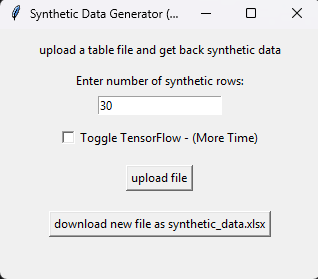 Synthetic Data Generator (...
upload a table file and get back synthetic data
Enter number of synthetic rows:
30
Toggle TensorFlow - (More Time)
upload file
download new file as synthetic_data.xlsx